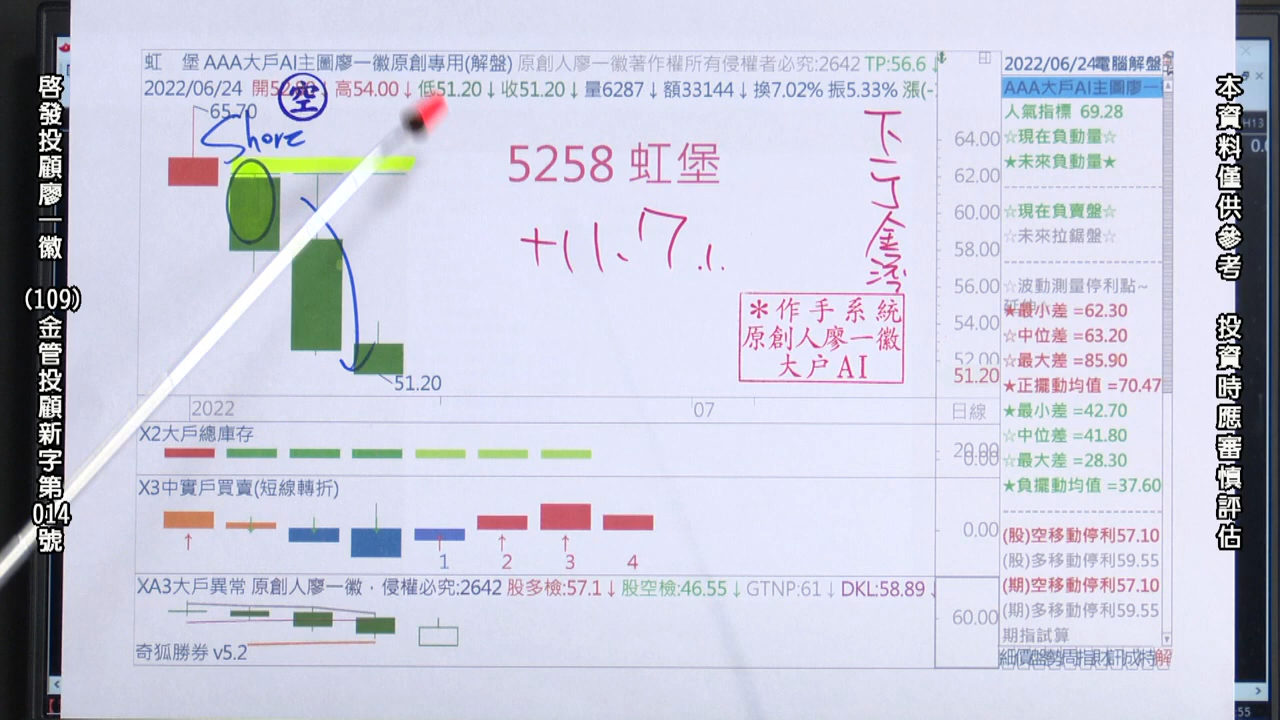 啓發投顧廖一徽 (109)金管投顧新字第014號
虹 堡 AAA大戶AI主圖廖一徽原創專用(解盤) 原創人廖一徽著作權所有侵權者必究:2642 TP:56.6↓
2022/06/24 高54.00↓低51.20↓收51.20↓量6287↓額33144↓換7.02%振5.33%漲(-
空
65.70
Shore
5258 虹堡
+11.7%
*作手系統
原創人廖一徽
大戶AI
51.20
64.00
62.00
60.00
58.00
56.00
54.00
52.00
51.20
2022
07
日線
X2大戶總庫存
X3中實戶買賣(短線轉折)
0.00
1
2
3
4
XA3大戶異常 原創人廖一徽．侵權必究:2642 股多檢:57.1↓股空檢:46.55↓GTNP:61↓DKL:58.89↓
60.00
奇狐勝券 v5.2
2022/06/24電腦解盤
AAA大戶AI主圖廖一
人氣指標 69.28
☆現在負動量☆
★未來負動量★
☆現在負賣盤☆
☆未來拉鋸盤☆
☆波動測量停利點~
★最小差 =62.30
☆中位差 =63.20
☆最大差 =85.90
★正擺動均值 =70.47
★最小差 =42.70
☆中位差 =41.80
☆最大差 =28.30
★負擺動均值 =37.60
(股)空移動停利57.10
(股)多移動停利59.55
(期)空移動停利57.10
(期)多移動停利59.55
期指試算
本資料僅供參考 投資時應審慎評估